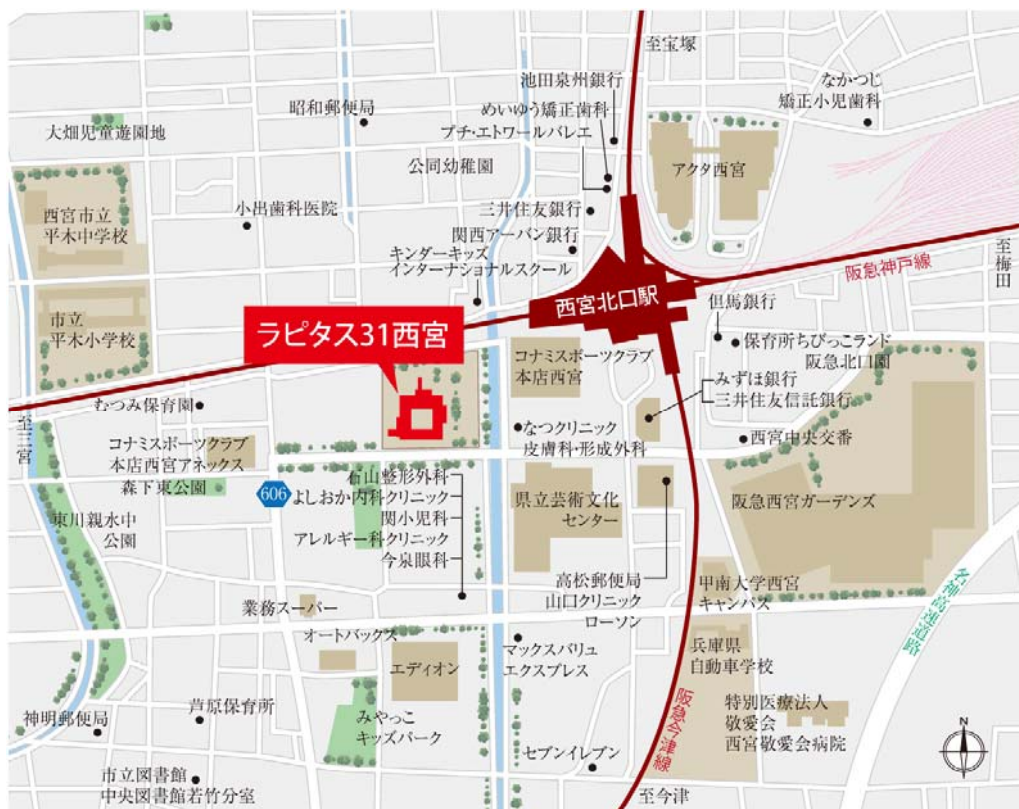 至宝塚
池田泉州銀行
なかつじ
矯正小児歯科
めいゆう矯正歯科
昭和郵便局
プチ・エトワールバレエ
大畑児童遊園地
公同幼稚園
アクタ西宮
西宮市立
平木中学校
小出歯科医院
三井住友銀行
関西アーバン銀行
キンダーキッズ
インターナショナルスクール
至梅田
阪急神戸線
西宮北口駅
但馬銀行
市立
平木小学校
ラピタス31西宮
コナミスポーツクラブ
本店西宮
保育所ちびっこランド
阪急北口園
みずほ銀行
三井住友信託銀行
むつみ保育園
至三宮
なつクリニック
皮膚科・形成外科
西宮中央交番
コナミスポーツクラブ
本店西宮アネックス
森下東公園
606
石山整形外科
よしおか内科クリニック
関小児科
アレルギー科クリニック
今泉眼科
県立芸術文化
センター
阪急西宮ガーデンズ
東川親水中
公園
高松郵便局
山口クリニック
ローソン
甲南大学西宮
キャンパス
名神高速道路
業務スーパー
オートバックス
エディオン
マックスバリュ
エクスプレス
兵庫県
自動車学校
神明郵便局
芦原保育所
みやっこ
キッズパーク
阪急今津線
特別医療法人
敬愛会
西宮敬愛会病院
N
セブンイレブン
市立図書館
中央図書館若竹分室
至今津